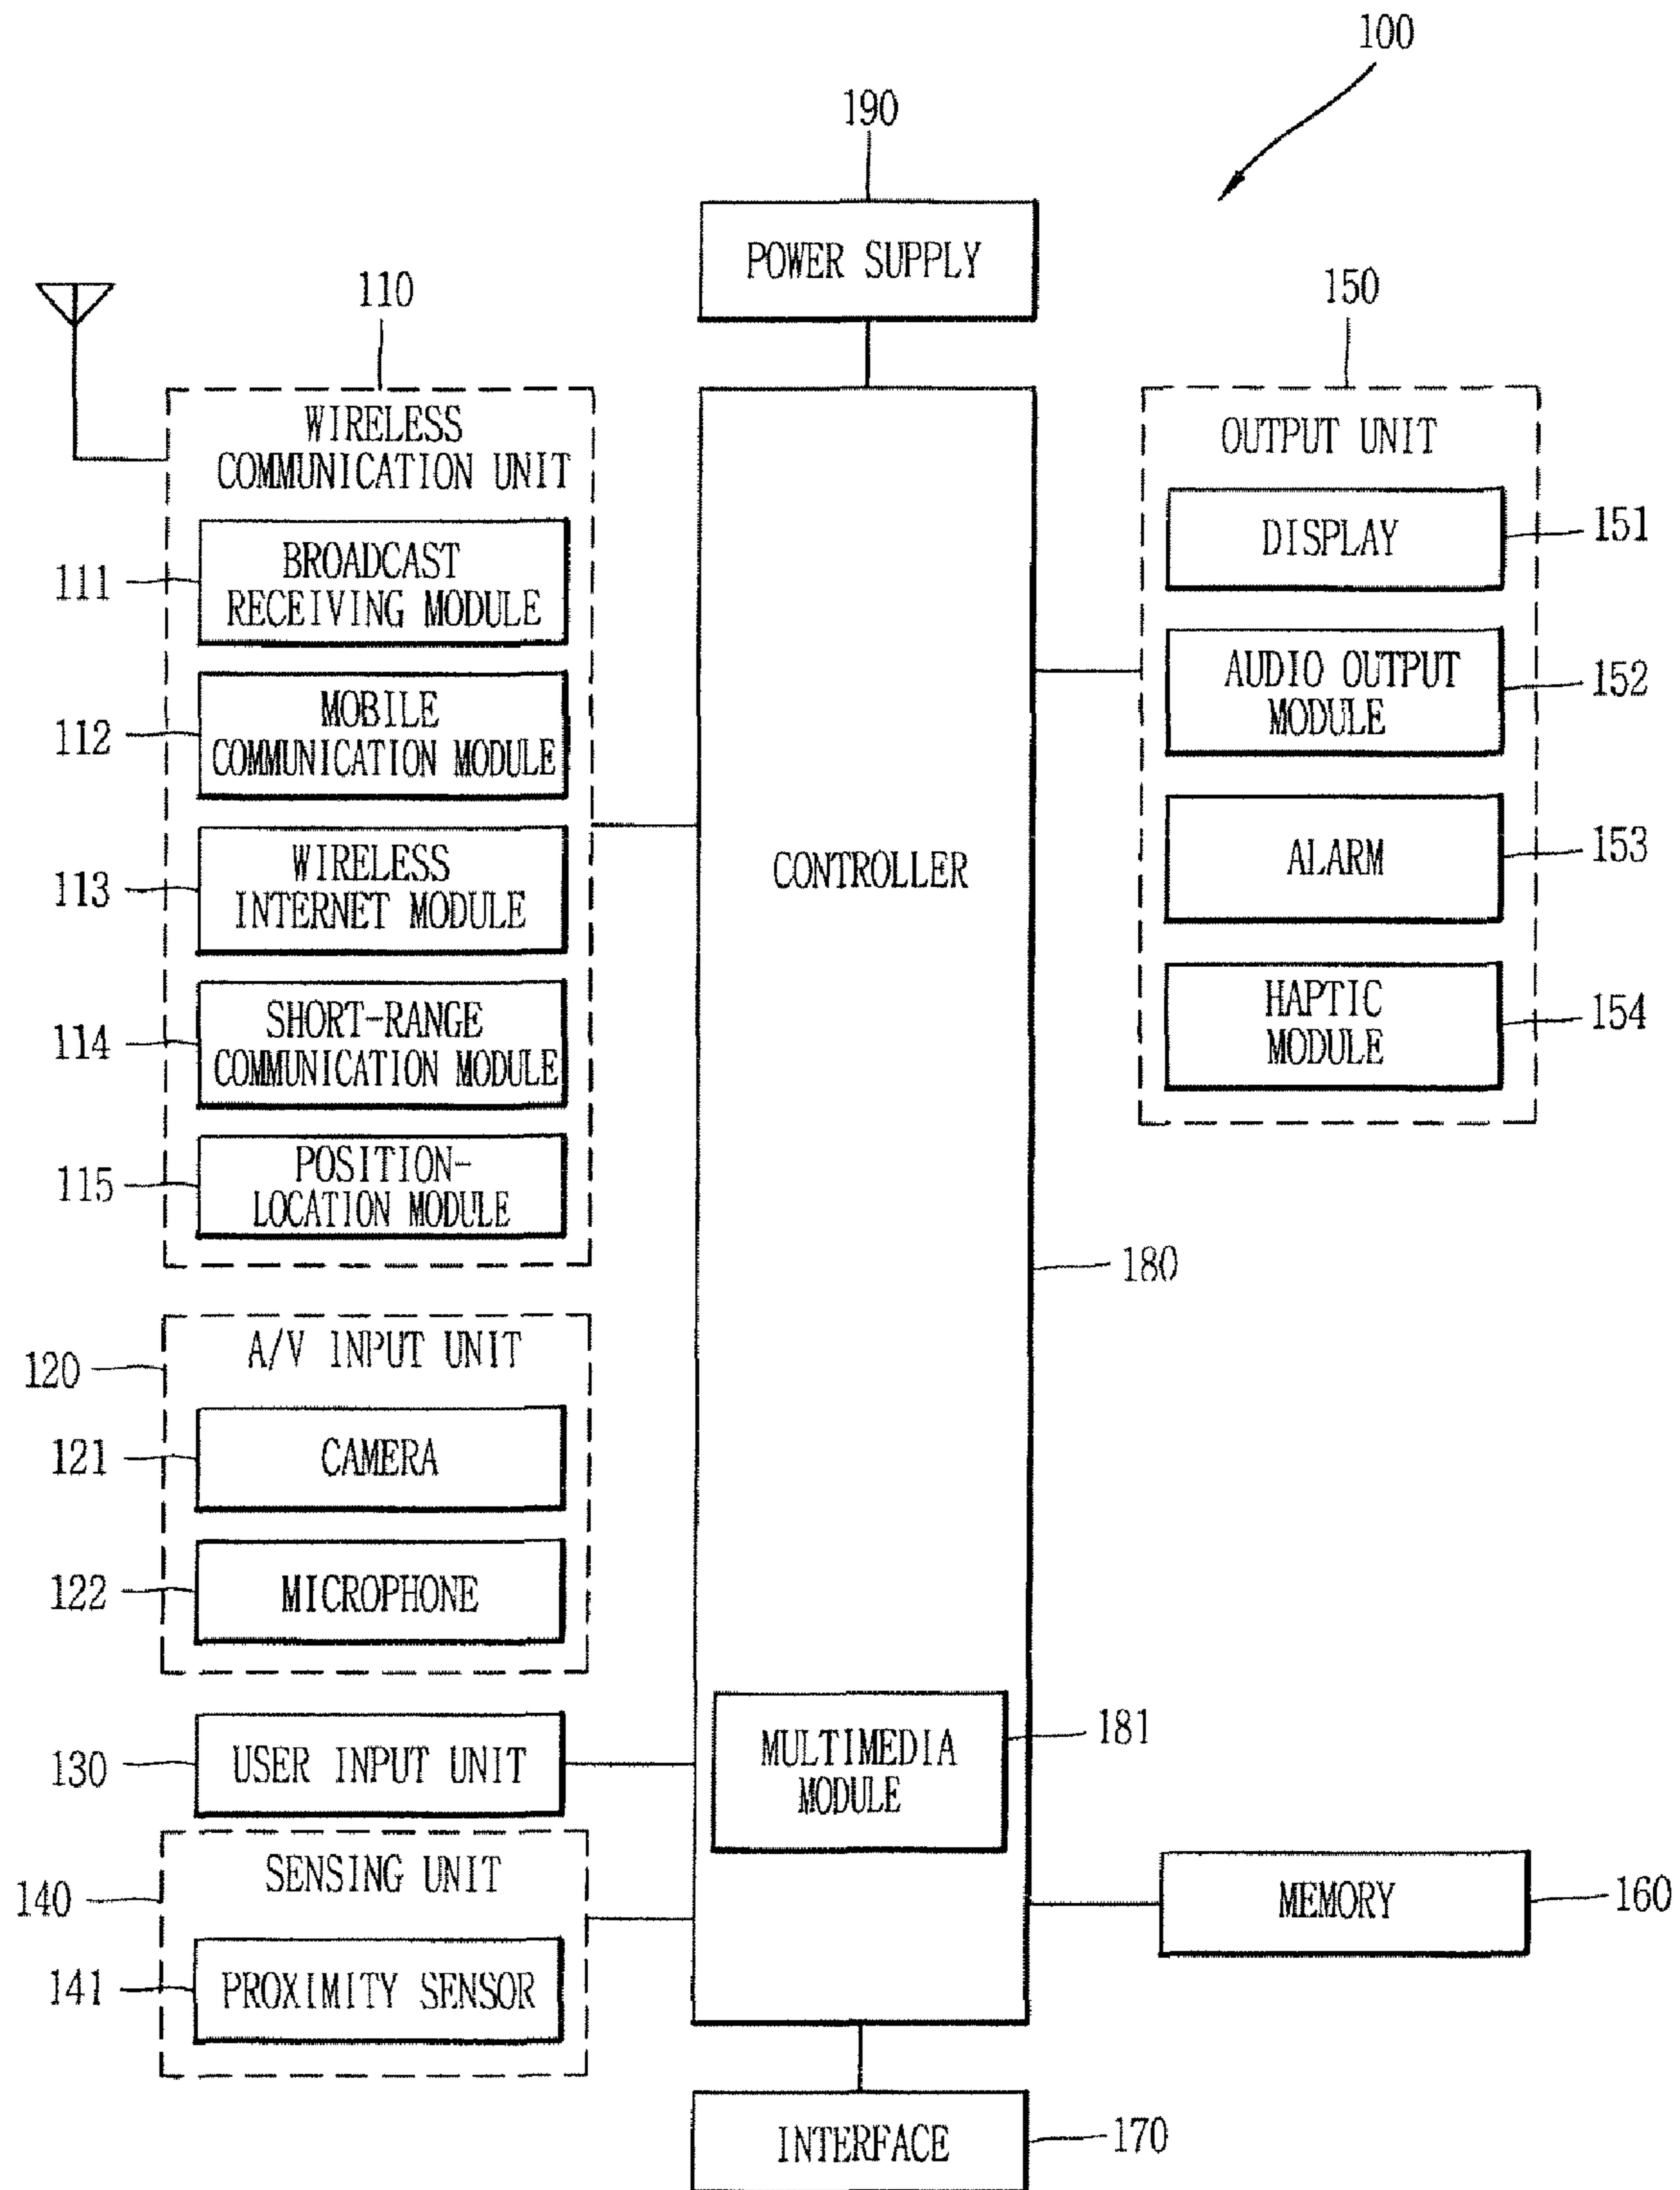 100
190
POWER SUPPLY
110
WIRELESS
COMMUNICATION UNIT
111
BROADCAST
RECEIVING MODULE
112
MOBILE
COMMUNICATION MODULE
113
WIRELESS
INTERNET MODULE
114
SHORT-RANGE
COMMUNICATION MODULE
115
POSITION-
LOCATION MODULE
120
A/V INPUT UNIT
121
CAMERA
122
MICROPHONE
130
USER INPUT UNIT
140
SENSING UNIT
141
PROXIMITY SENSOR
CONTROLLER
180
MULTIMEDIA
MODULE
181
INTERFACE
170
150
OUTPUT UNIT
DISPLAY
151
AUDIO OUTPUT
MODULE
152
ALARM
153
HAPTIC
MODULE
154
MEMORY
160